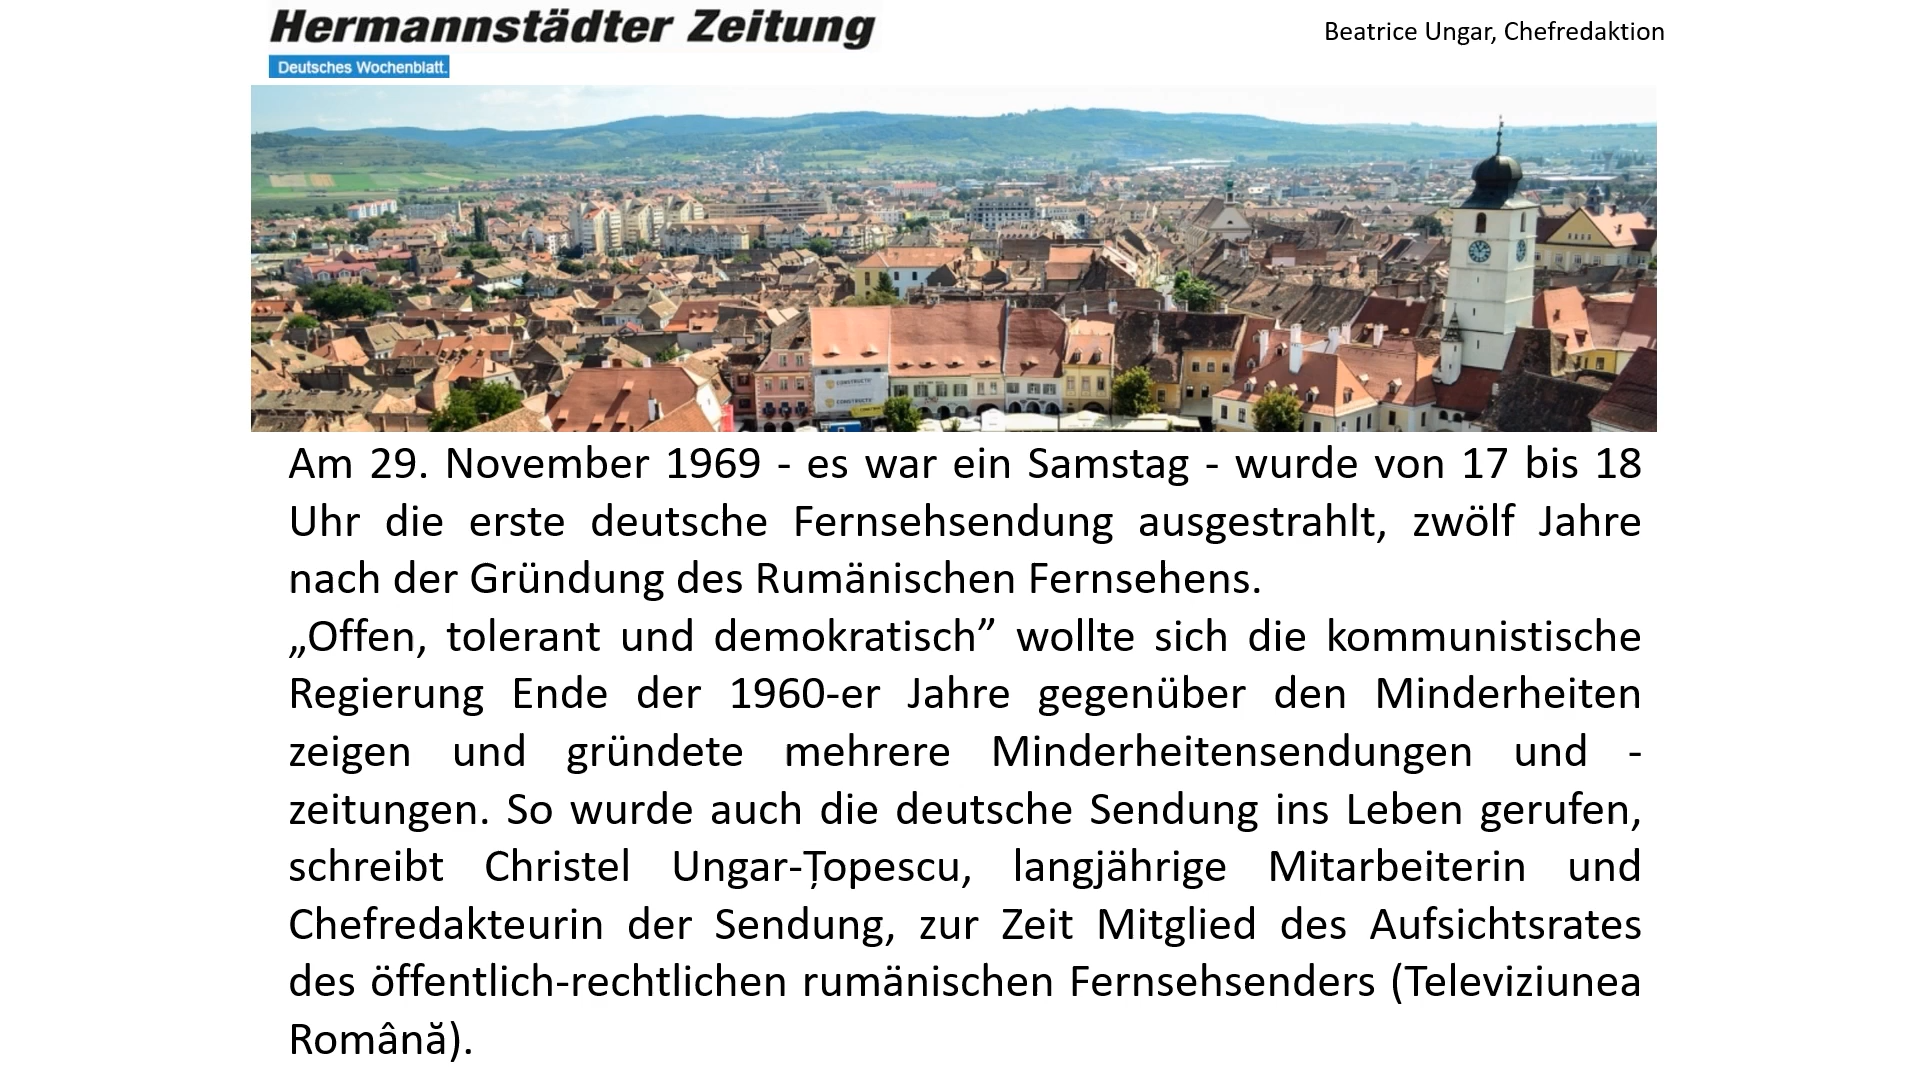 Hermannstädter Zeitung
Beatrice Ungar, Chefredaktion
Deutsches Wochenblatt.
CONSTRUCTII
CONSTRUCTII
Am 29. November 1969 - es war ein Samstag - wurde von 17 bis 18
Uhr die erste deutsche Fernsehsendung ausgestrahlt, zwölf Jahre
nach der Gründung des Rumänischen Fernsehens.
„Offen, tolerant und demokratisch” wollte sich die kommunistische
Regierung Ende der 1960-er Jahre gegenüber den Minderheiten
zeigen und gründete mehrere Minderheitensendungen und -
zeitungen. So wurde auch die deutsche Sendung ins Leben gerufen,
schreibt Christel Ungar-Țopescu, langjährige Mitarbeiterin und
Chefredakteurin der Sendung, zur Zeit Mitglied des Aufsichtsrates
des öffentlich-rechtlichen rumänischen Fernsehsenders (Televiziunea
Română).